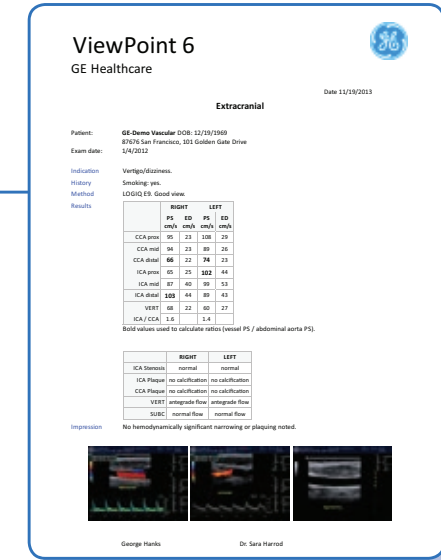 ViewPoint 6
GE Healthcare
Date 11/19/2013
Extracranial
Patient: GE-Demo Vascular DOB: 12/19/1969
87676 San Francisco, 101 Golden Gate Drive
Exam date: 1/4/2012
Indication Vertigo/dizziness.
History Smoking: yes.
Method LOGIQ E9. Good view.
Results
RIGHT LEFT
PS ED PS ED
cm/s cm/s cm/s cm/s
CCA prox 95 23 108 29
CCA mid 94 23 89 26
CCA distal 66 22 74 23
ICA prox 65 25 102 44
ICA mid 87 40 99 53
ICA distal 103 44 89 43
VERT 68 22 60 27
ICA / CCA 1.6 1.4
Bold values used to calculate ratios (vessel PS / abdominal aorta PS).
RIGHT LEFT
ICA Stenosis normal normal
ICA Plaque no calcification no calcification
CCA Plaque no calcification no calcification
VERT antegrade flow antegrade flow
SUBC normal flow normal flow
Impression No hemodynamically significant narrowing or plaquing noted.
George Hanks Dr. Sara Harrod